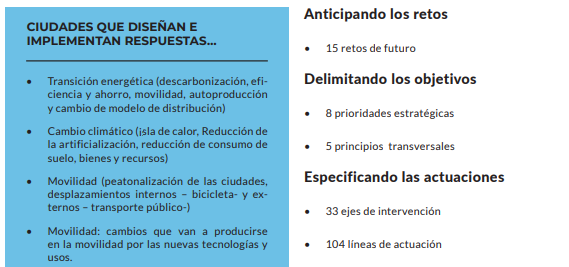 CIUDADES QUE DISEÑAN E
IMPLEMENTAN RESPUESTAS...
• Transición energética (descarbonización, efi-
ciencia y ahorro, movilidad, autoproducción
y cambio de modelo de distribución)
• Cambio climático (isla de calor, Reducción de
la artificialización, reducción de consumo de
suelo, bienes y recursos)
• Movilidad (peatonalización de las ciudades,
desplazamientos internos – bicicleta- y ex-
ternos – transporte público-)
• Movilidad: cambios que van a producirse
en la movilidad por las nuevas tecnologías y
usos.
Anticipando los retos
• 15 retos de futuro
Delimitando los objetivos
• 8 prioridades estratégicas
• 5 principios transversales
Especificando las actuaciones
• 33 ejes de intervención
• 104 líneas de actuación